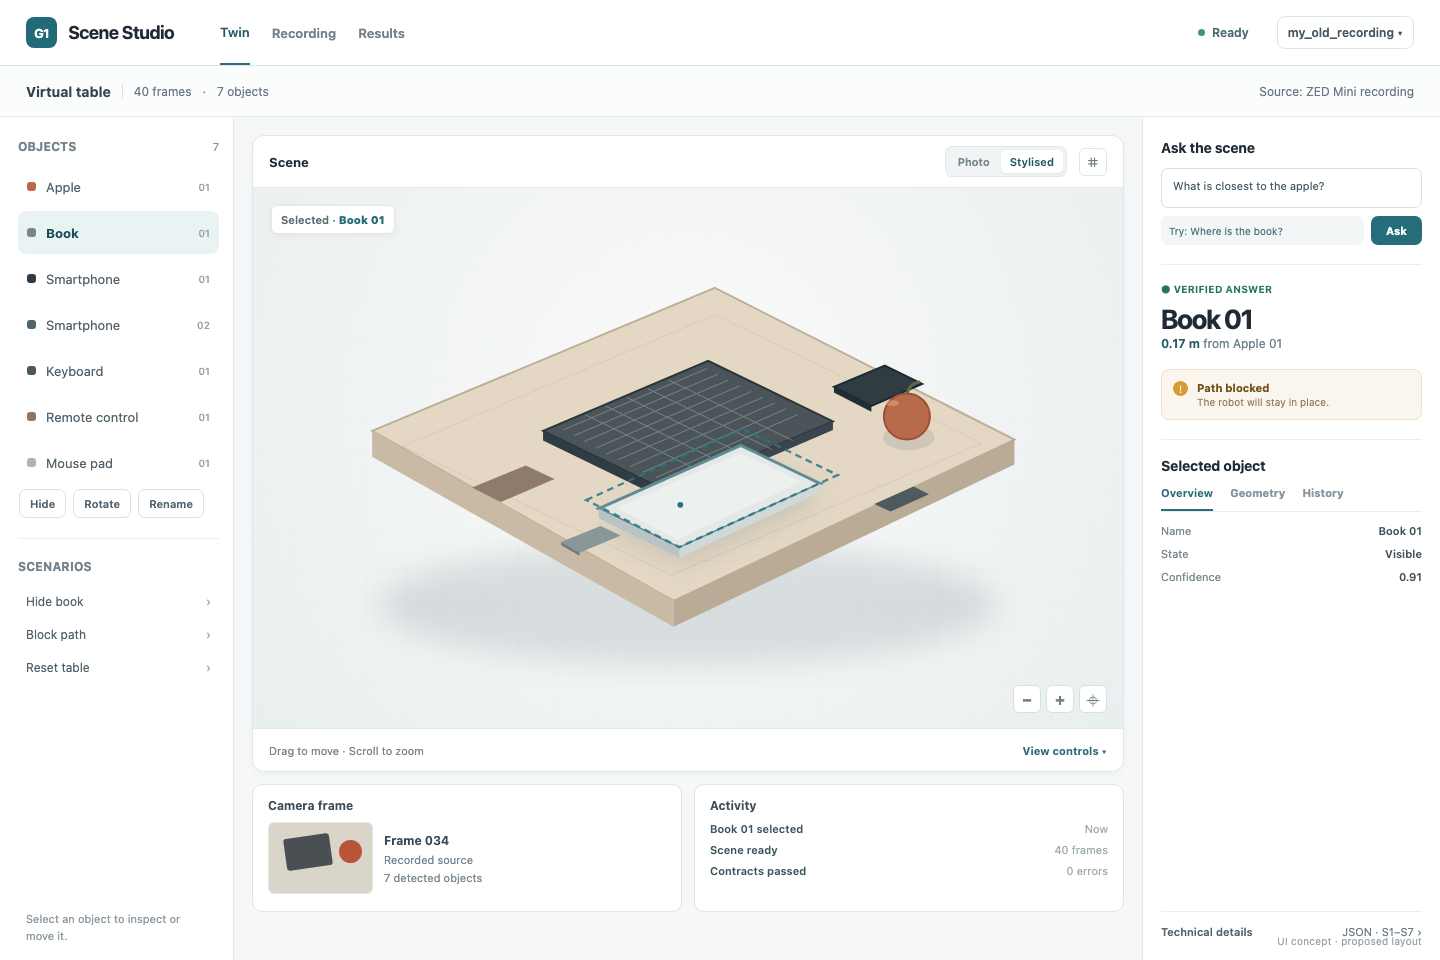 G1 Scene Studio Twin Recording Results Ready my_old_recording ▾
Virtual table 40 frames · 7 objects Source: ZED Mini recording
OBJECTS 7
Apple 01
Book 01
Smartphone 01
Smartphone 02
Keyboard 01
Remote control 01
Mouse pad 01
Hide Rotate Rename
SCENARIOS
Hide book ›
Block path ›
Reset table ›
Select an object to inspect or
move it.
Scene Photo Stylised #
Selected · Book 01
− +
Drag to move · Scroll to zoom View controls ▾
Camera frame
Frame 034
Recorded source
7 detected objects
Activity
Book 01 selected Now
Scene ready 40 frames
Contracts passed 0 errors
Ask the scene
What is closest to the apple?
Try: Where is the book? Ask
VERIFIED ANSWER
Book 01
0.17 m from Apple 01
! Path blocked
The robot will stay in place.
Selected object
Overview Geometry History
Name Book 01
State Visible
Confidence 0.91
Technical details JSON · S1–S7 ›
UI concept · proposed layout